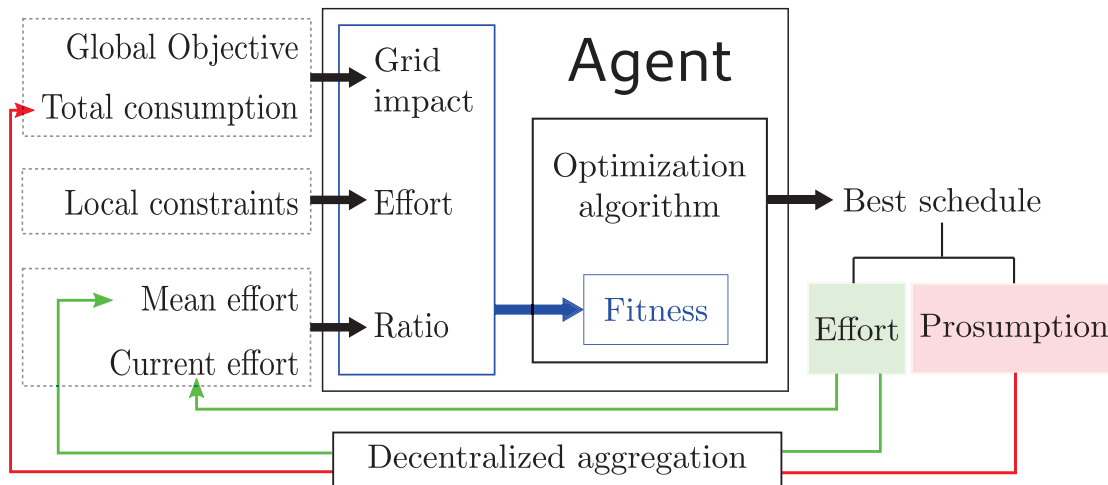 Global Objective
Total consumption
Local constraints
Mean effort
Current effort
Grid
impact
Effort
Ratio
Agent
Optimization
algorithm
Fitness
Best schedule
Effort
Prosumption
Decentralized aggregation